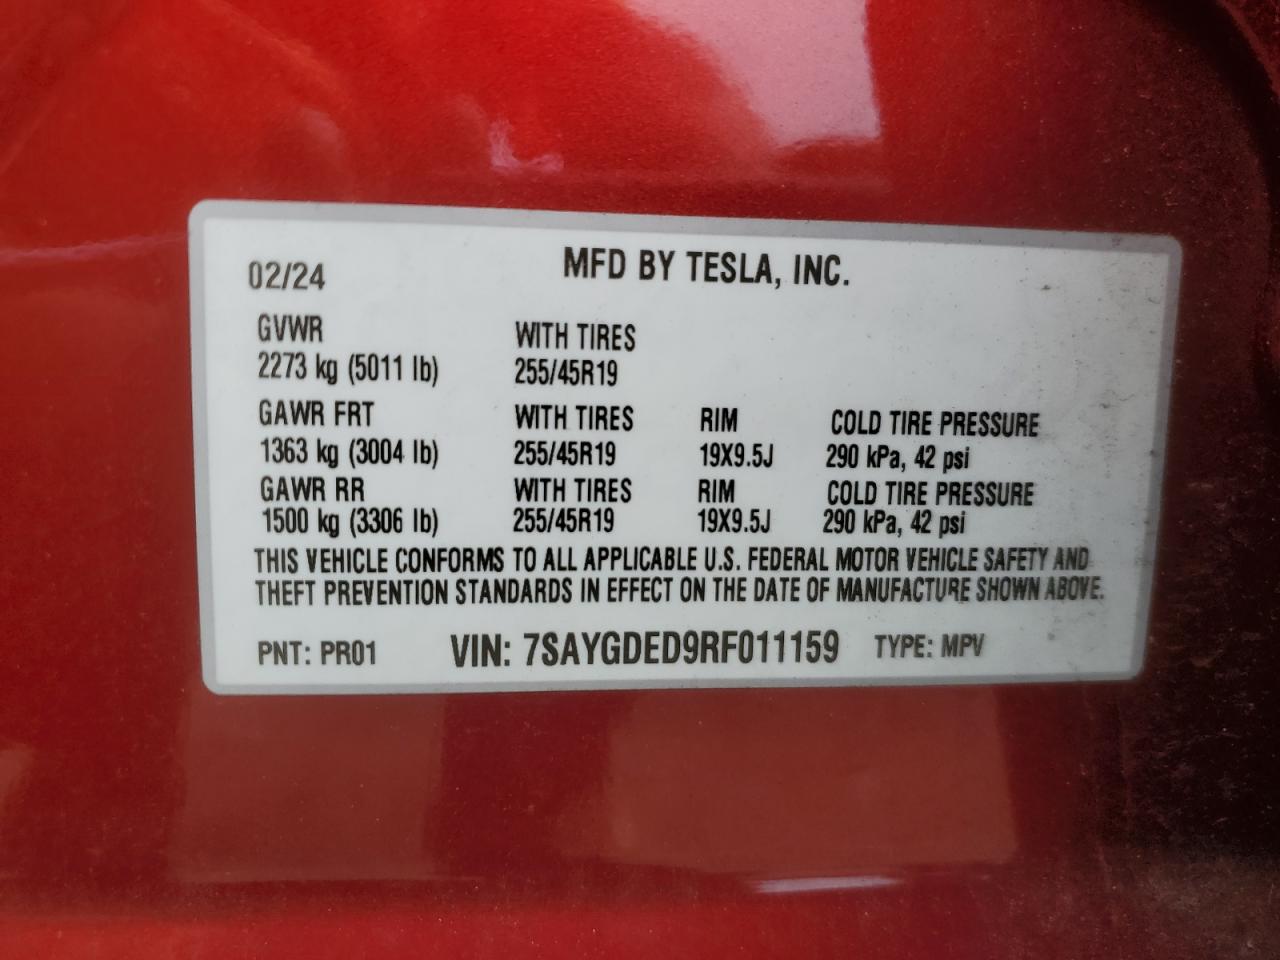 02/24 MFD BY TESLA, INC.
GVWR WITH TIRES
2273 kg (5011 lb) 255/45R19
GAWR FRT WITH TIRES RIM COLD TIRE PRESSURE
1363 kg (3004 lb) 255/45R19 19X9.5J 290 kPa, 42 psi
GAWR RR WITH TIRES RIM COLD TIRE PRESSURE
1500 kg (3306 lb) 255/45R19 19X9.5J 290 kPa, 42 psi
THIS VEHICLE CONFORMS TO ALL APPLICABLE U.S. FEDERAL MOTOR VEHICLE SAFETY AND
THEFT PREVENTION STANDARDS IN EFFECT ON THE DATE OF MANUFACTURE SHOWN ABOVE.
PNT: PR01 VIN: 7SAYGDED9RF011159 TYPE: MPV